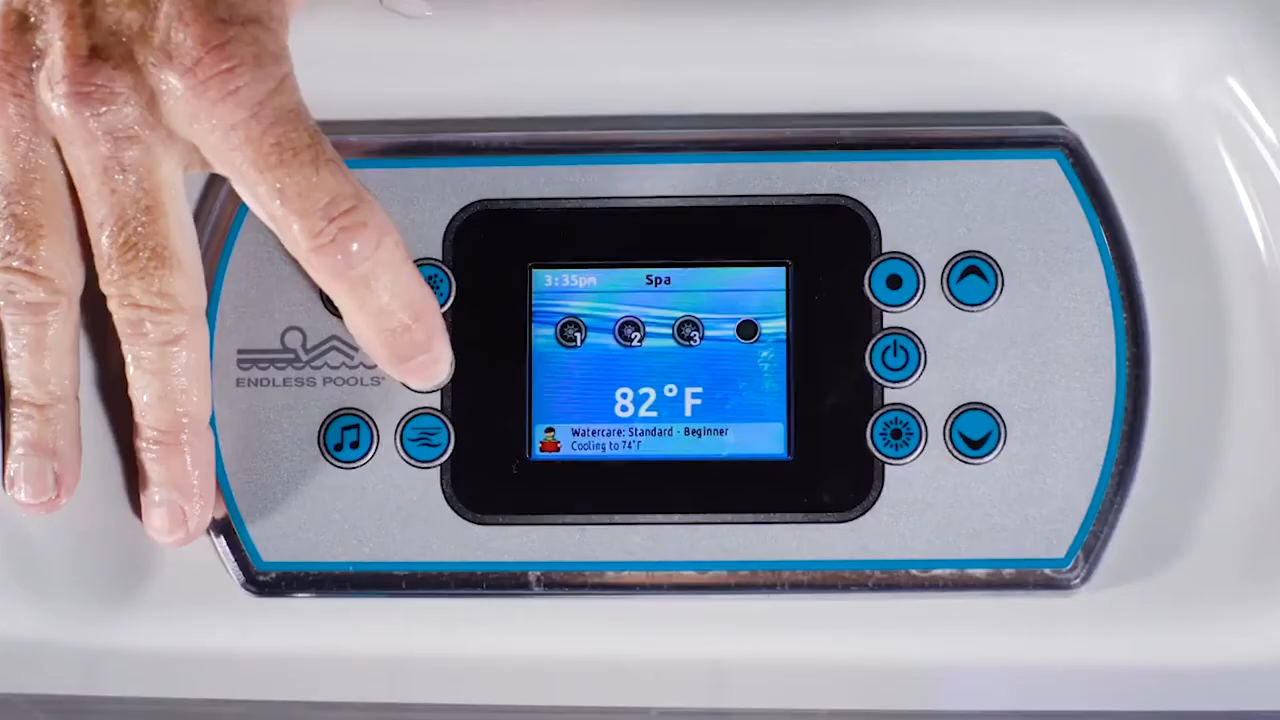 3:35pm Spa
1 2 3
82°F
Watercare: Standard - Beginner
Cooling to 74°F
ENDLESS POOLS®